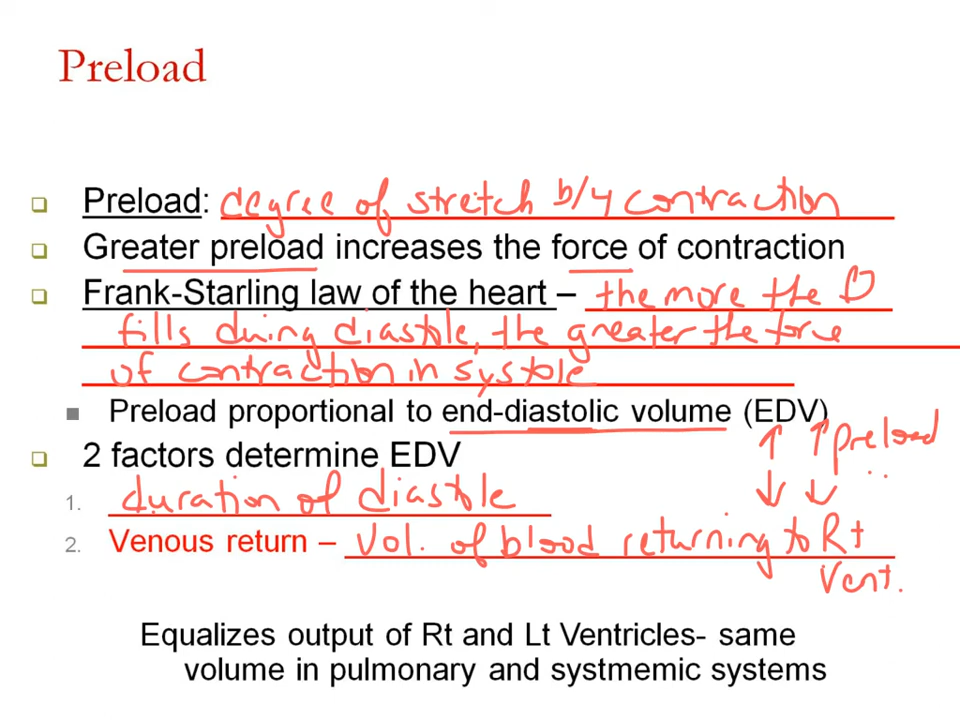 Preload
Preload: degree of stretch b/4 contraction
Greater preload increases the force of contraction
Frank-Starling law of the heart – the more the
fills duing diastole, the greater the force
of contraction in systole
Preload proportional to end-diastolic volume (EDV)
↑ ↑ preload
2 factors determine EDV
↓ ↓
1. duration of diastole
2. Venous return – Vol. of blood returning to Rt
Vent.
Equalizes output of Rt and Lt Ventricles- same
volume in pulmonary and systmemic systems